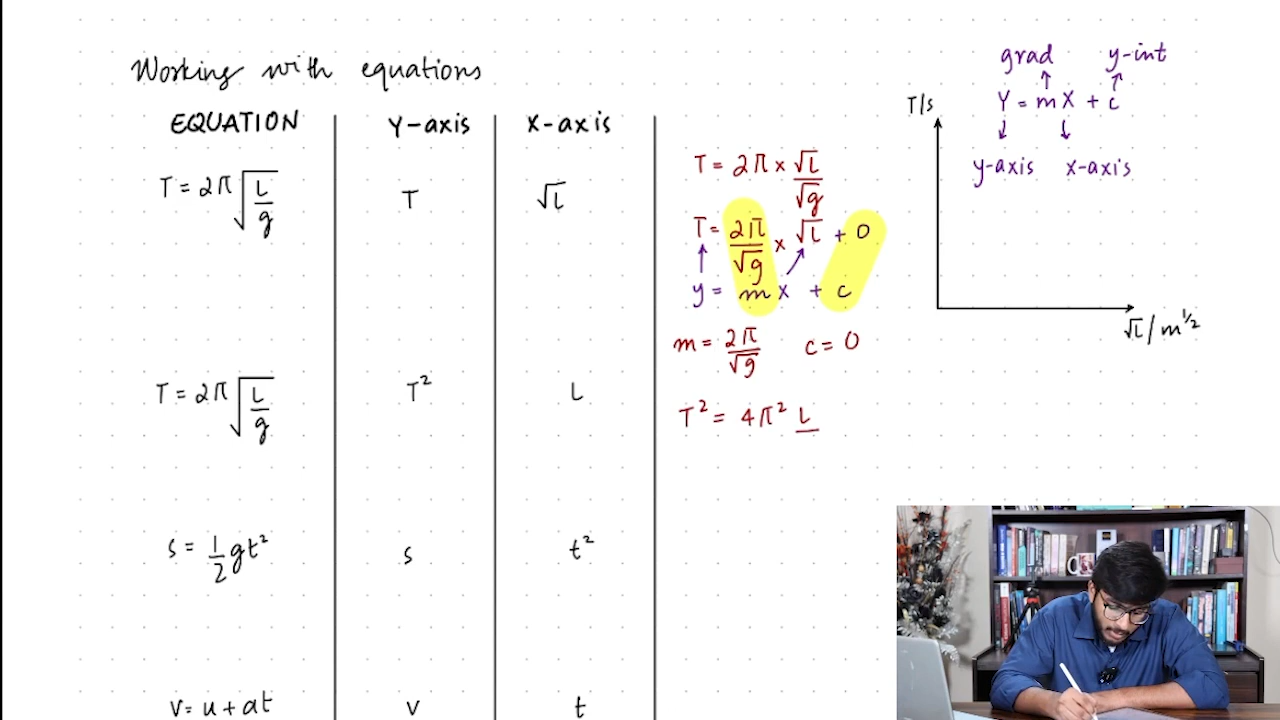 Working with equations
EQUATION Y-axis X-axis
T = 2π√(L/g) T √L
T = 2π × √L/√g
T = 2π/√g × √L + 0
y = m x + c
m = 2π/√g c = 0
T = 2π√(L/g) T² L
T² = 4π² L
s = 1/2 gt² s t²
v = u + at v t
grad y-int
Y = mX + c
y-axis x-axis
T/s
√L / m^1/2